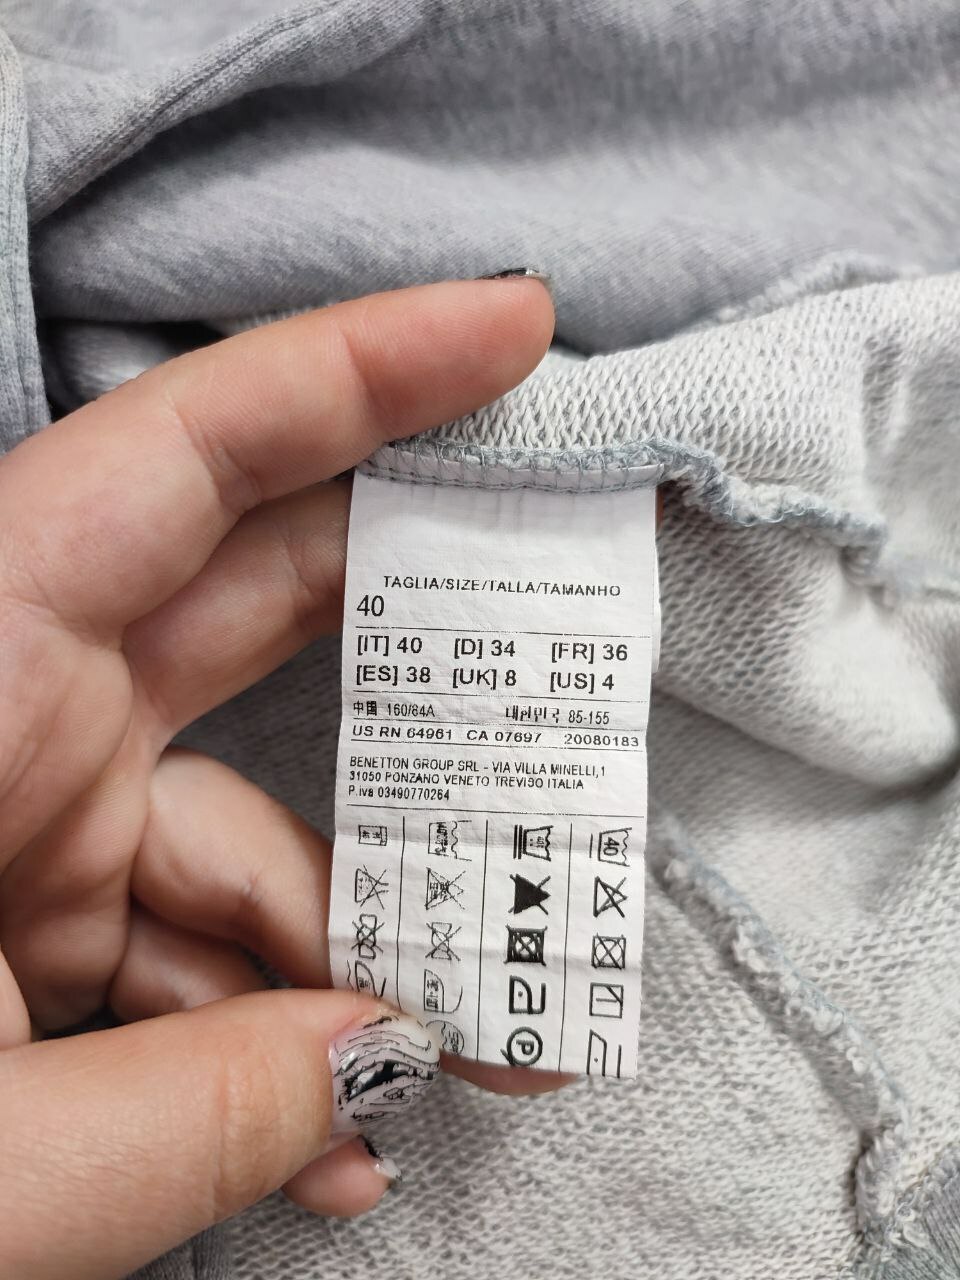 TAGLIA/SIZE/TALLA/TAMANHO
40
[IT] 40 [D] 34 [FR] 36
[ES] 38 [UK] 8 [US] 4
中国 160/84A 대한민국 85-155
US RN 64961 CA 07697 20080183
BENETTON GROUP SRL - VIA VILLA MINELLI,1
31050 PONZANO VENETO TREVISO ITALIA
P.iva 03490770264
40
P